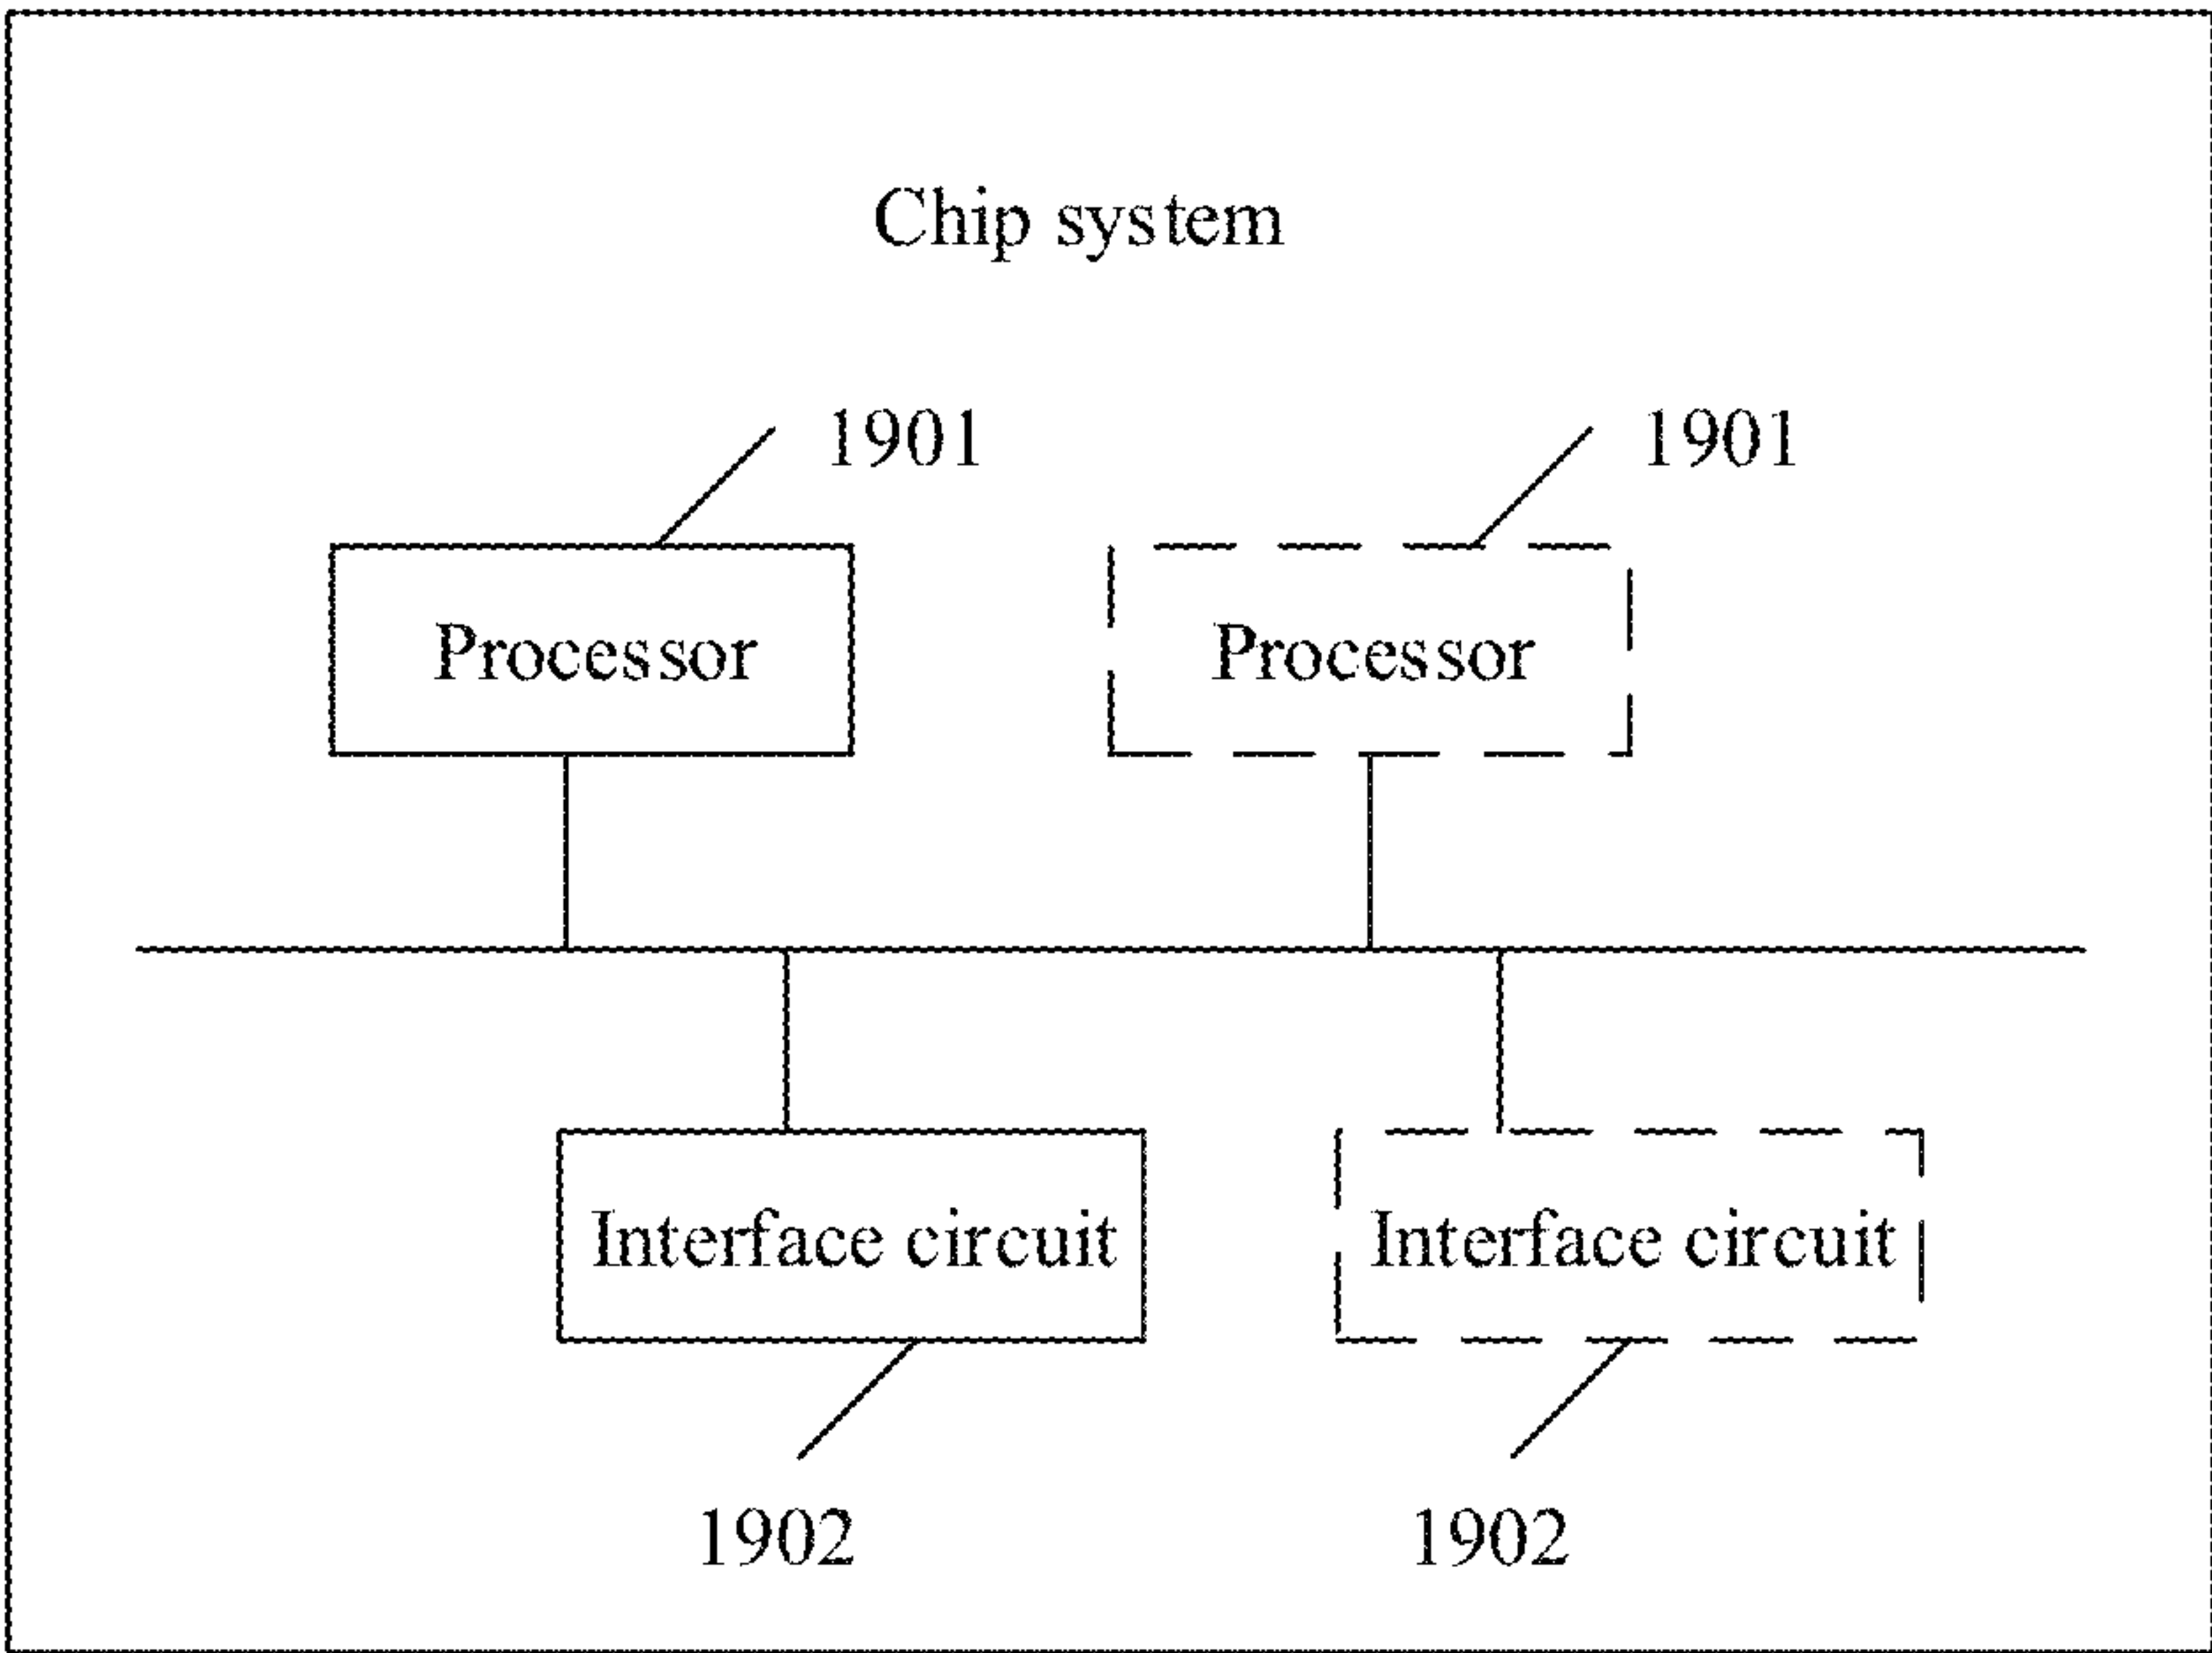 Chip system
1901 1901
Processor Processor
Interface circuit Interface circuit
1902 1902